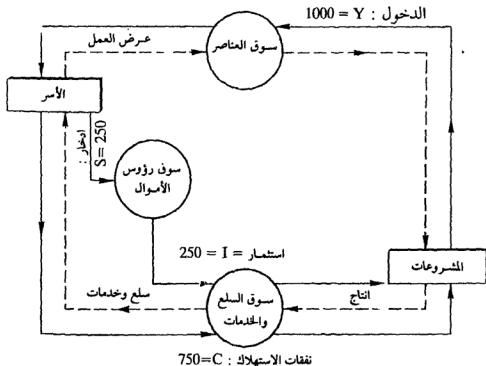 الدخول : 1000 = Y
عرض العمل
سوق العناصر
الأسر
ادخار :
S= 250
سوق رؤوس
الأموال
استثمار = 250 = I
المشروعات
سلع وخدمات
سوق السلع
والخدمات
انتاج
نفقات الاستهلاك : 750=C